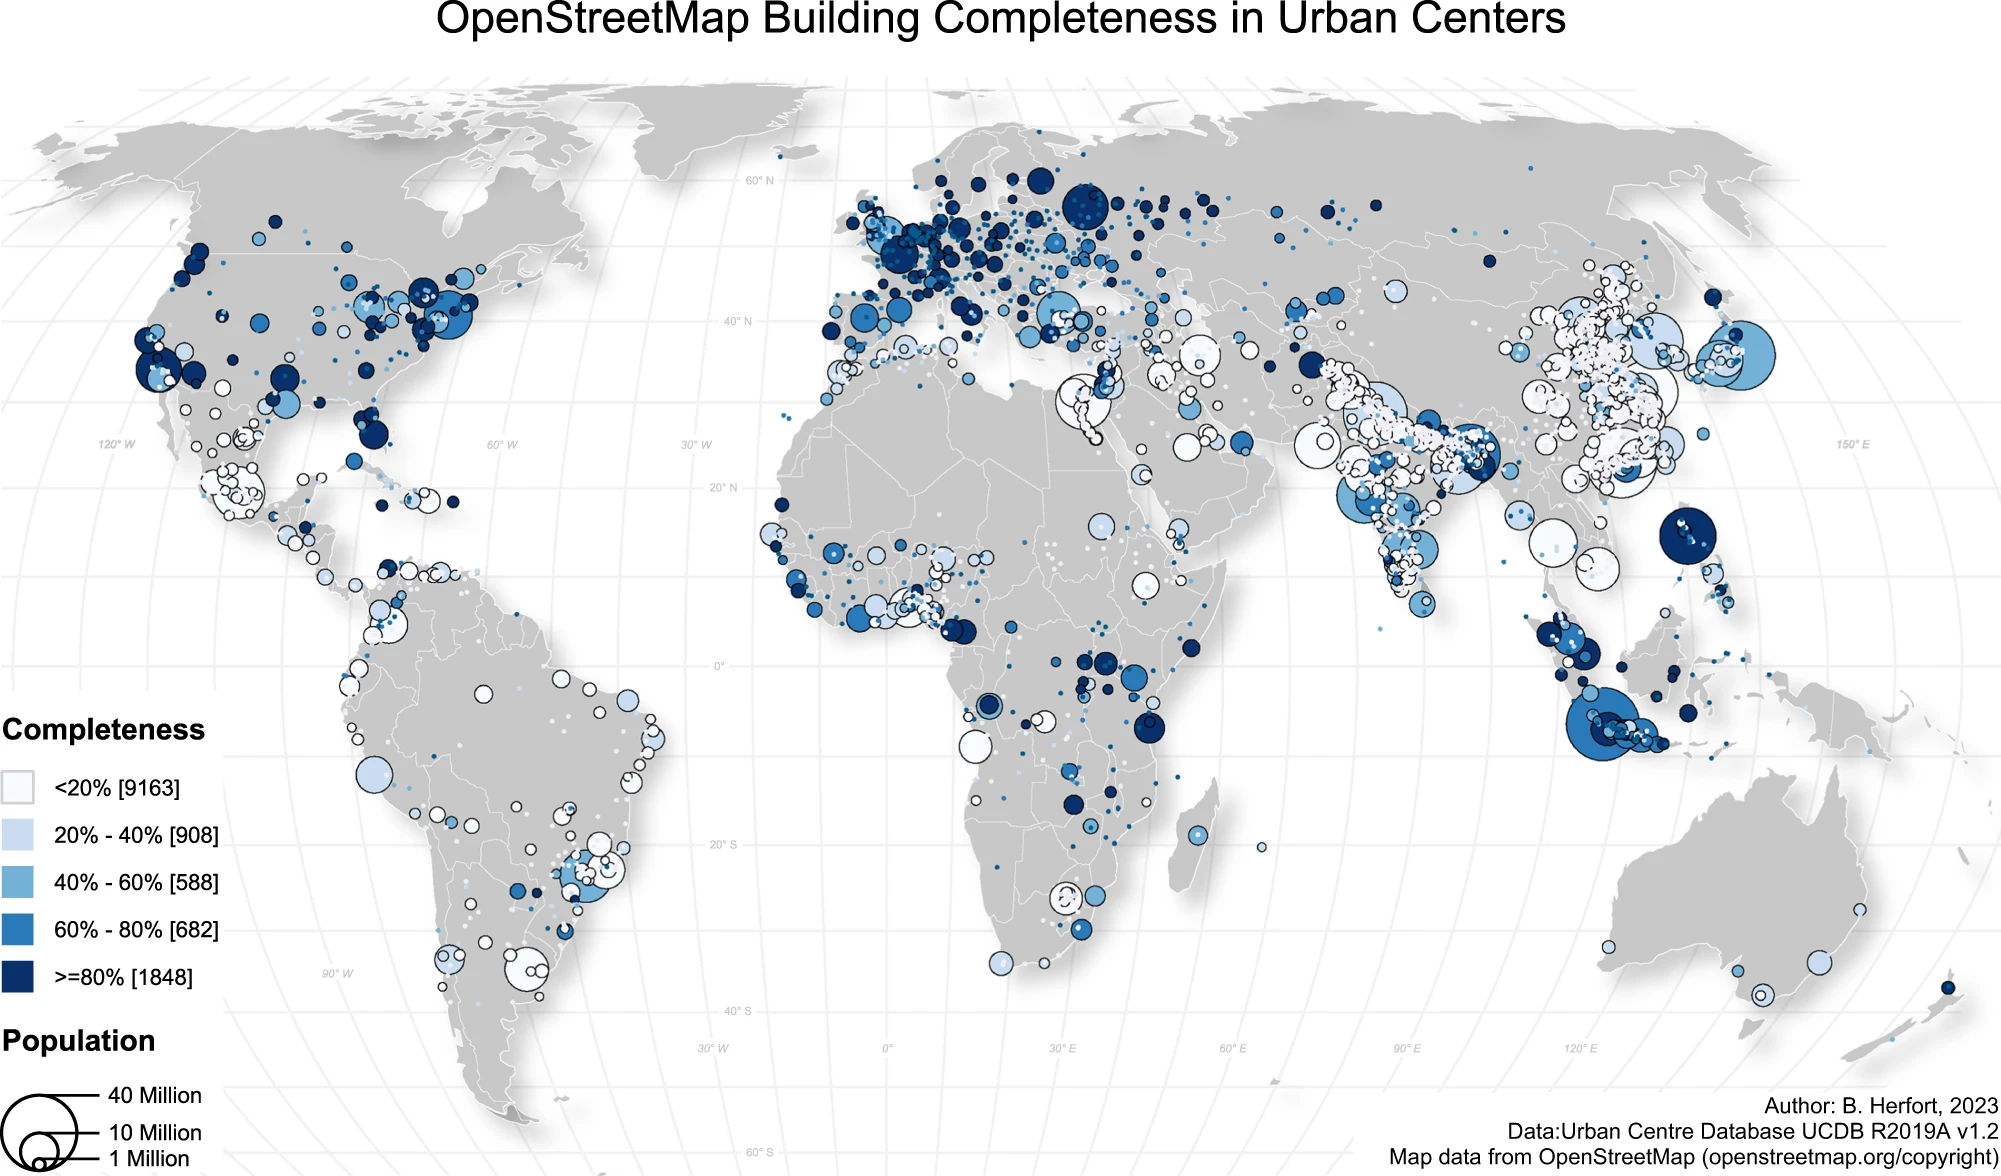 OpenStreetMap Building Completeness in Urban Centers
60° N
40° N
120° W
60° W
30° W
150° E
20° N
0°
Completeness
<20% [9163]
20% - 40% [908]
40% - 60% [588]
60% - 80% [682]
>=80% [1848]
20° S
90° W
40° S
Population
30° W
0°
30° E
60° E
90° E
120° E
40 Million
10 Million
1 Million
60° S
Author: B. Herfort, 2023
Data:Urban Centre Database UCDB R2019A v1.2
Map data from OpenStreetMap (openstreetmap.org/copyright)